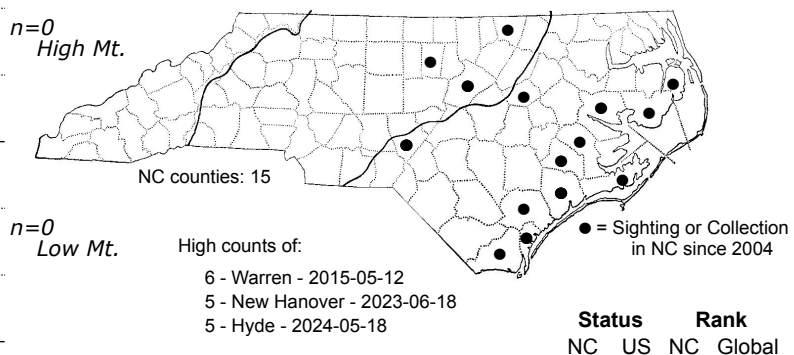 n=0
High Mt.
NC counties: 15
n=0
Low Mt.
High counts of:
6 - Warren - 2015-05-12
5 - New Hanover - 2023-06-18
5 - Hyde - 2024-05-18
● = Sighting or Collection
in NC since 2004
Status Rank
NC US NC Global